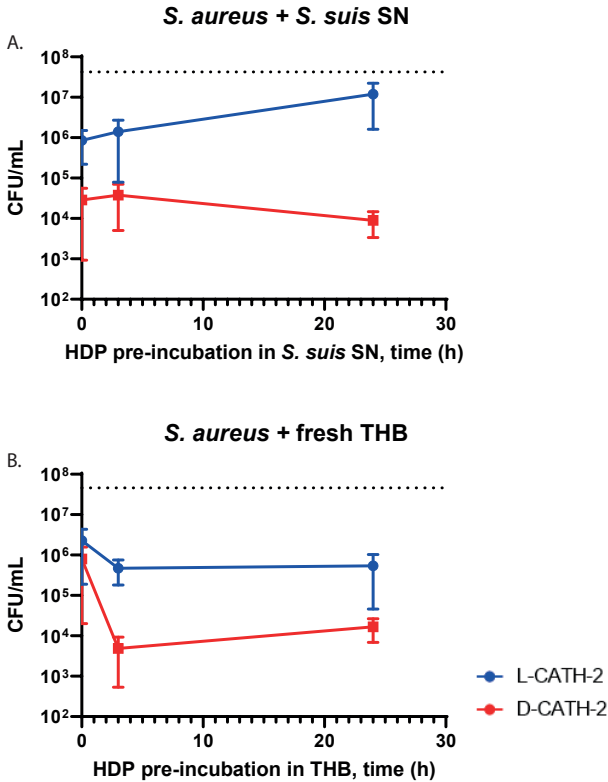 S. aureus + S. suis SN
A.
10⁸
10⁷
10⁶
10⁵
10⁴
10³
10²
CFU/mL
0 10 20 30
HDP pre-incubation in S. suis SN, time (h)
S. aureus + fresh THB
B.
10⁸
10⁷
10⁶
10⁵
10⁴
10³
10²
CFU/mL
0 10 20 30
HDP pre-incubation in THB, time (h)
L-CATH-2
D-CATH-2